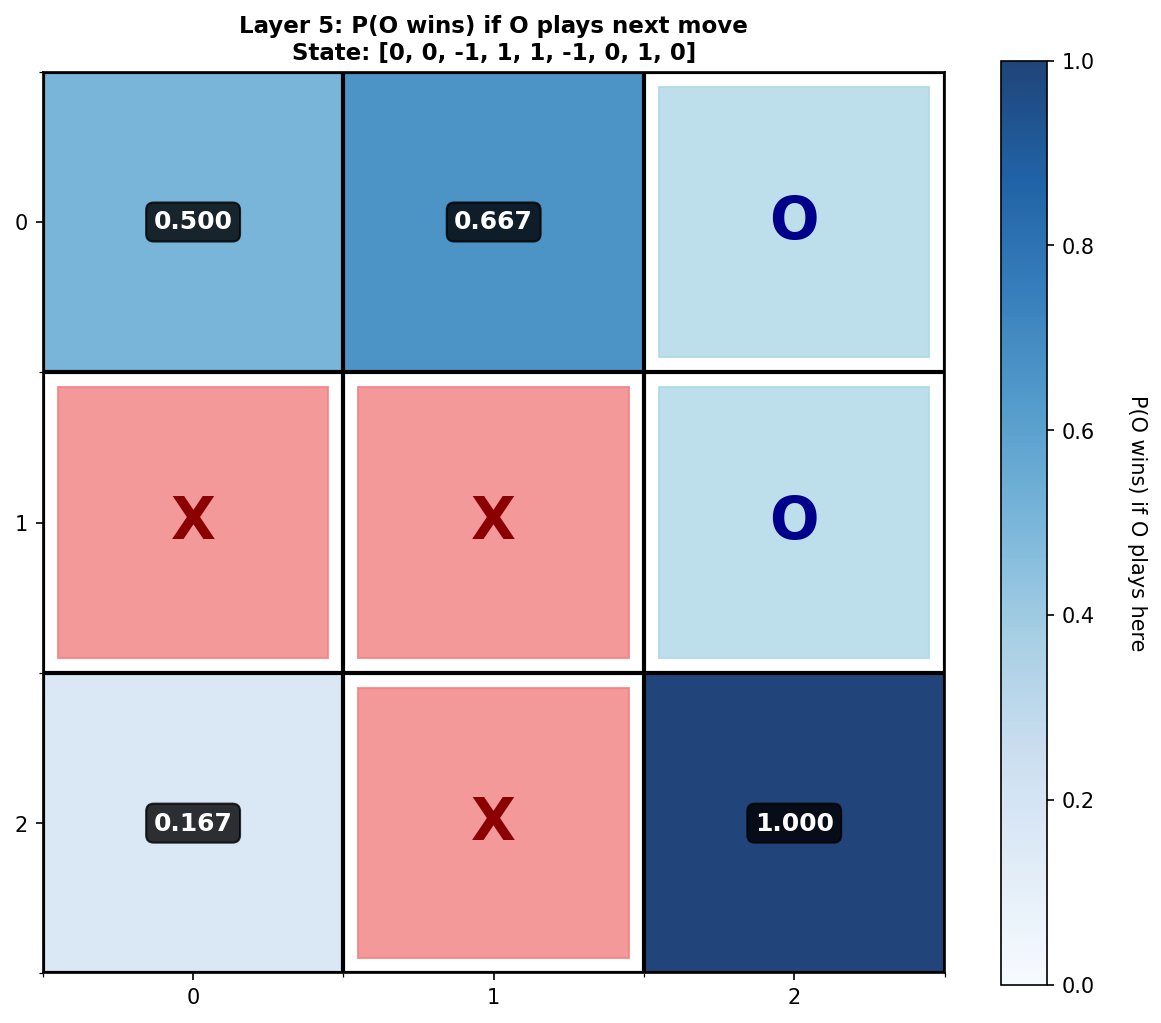 Layer 5: P(O wins) if O plays next move
State: [0, 0, -1, 1, 1, -1, 0, 1, 0]
0
0.500
0.667
O
1
X
X
O
2
0.167
X
1.000
0
1
2
1.0
0.8
0.6
0.4
0.2
0.0
P(O wins) if O plays here